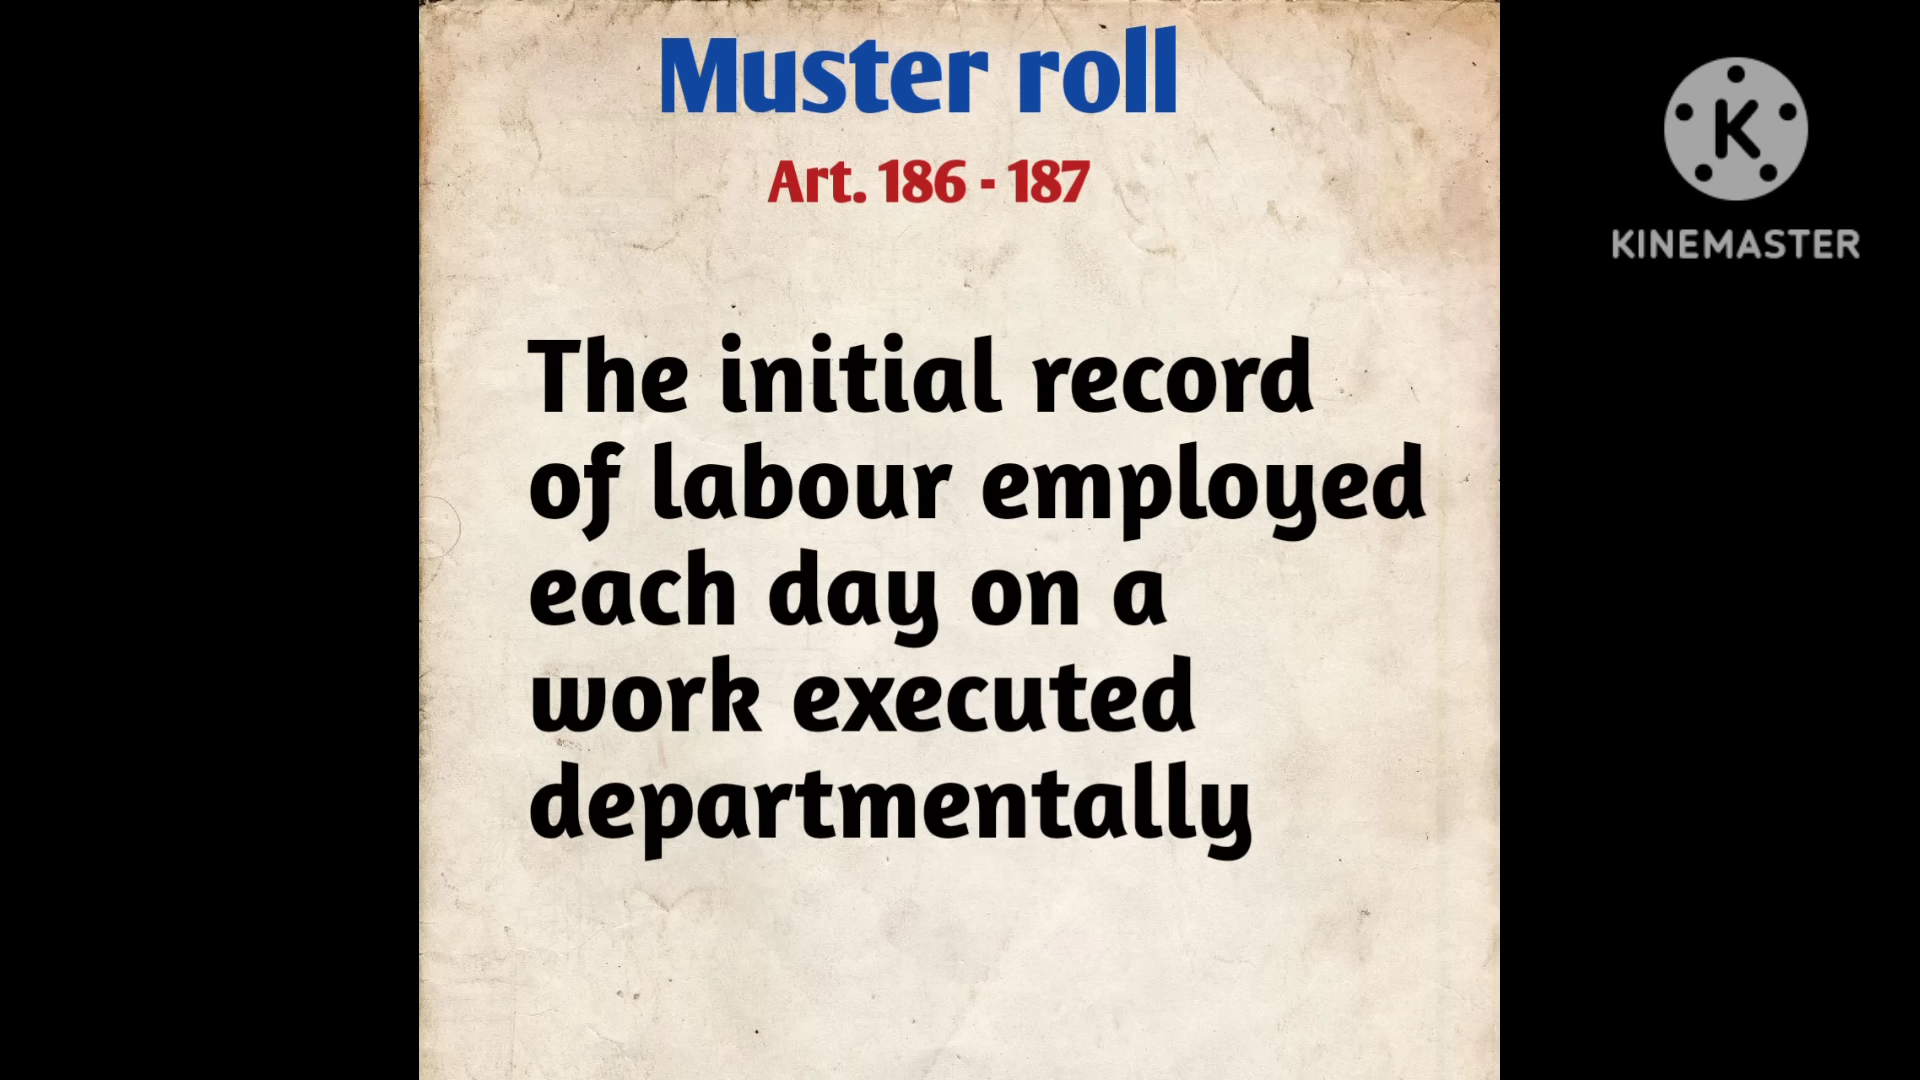 Muster roll
Art. 186 - 187
K
KINEMASTER
The initial record
of labour employed
each day on a
work executed
departmentally